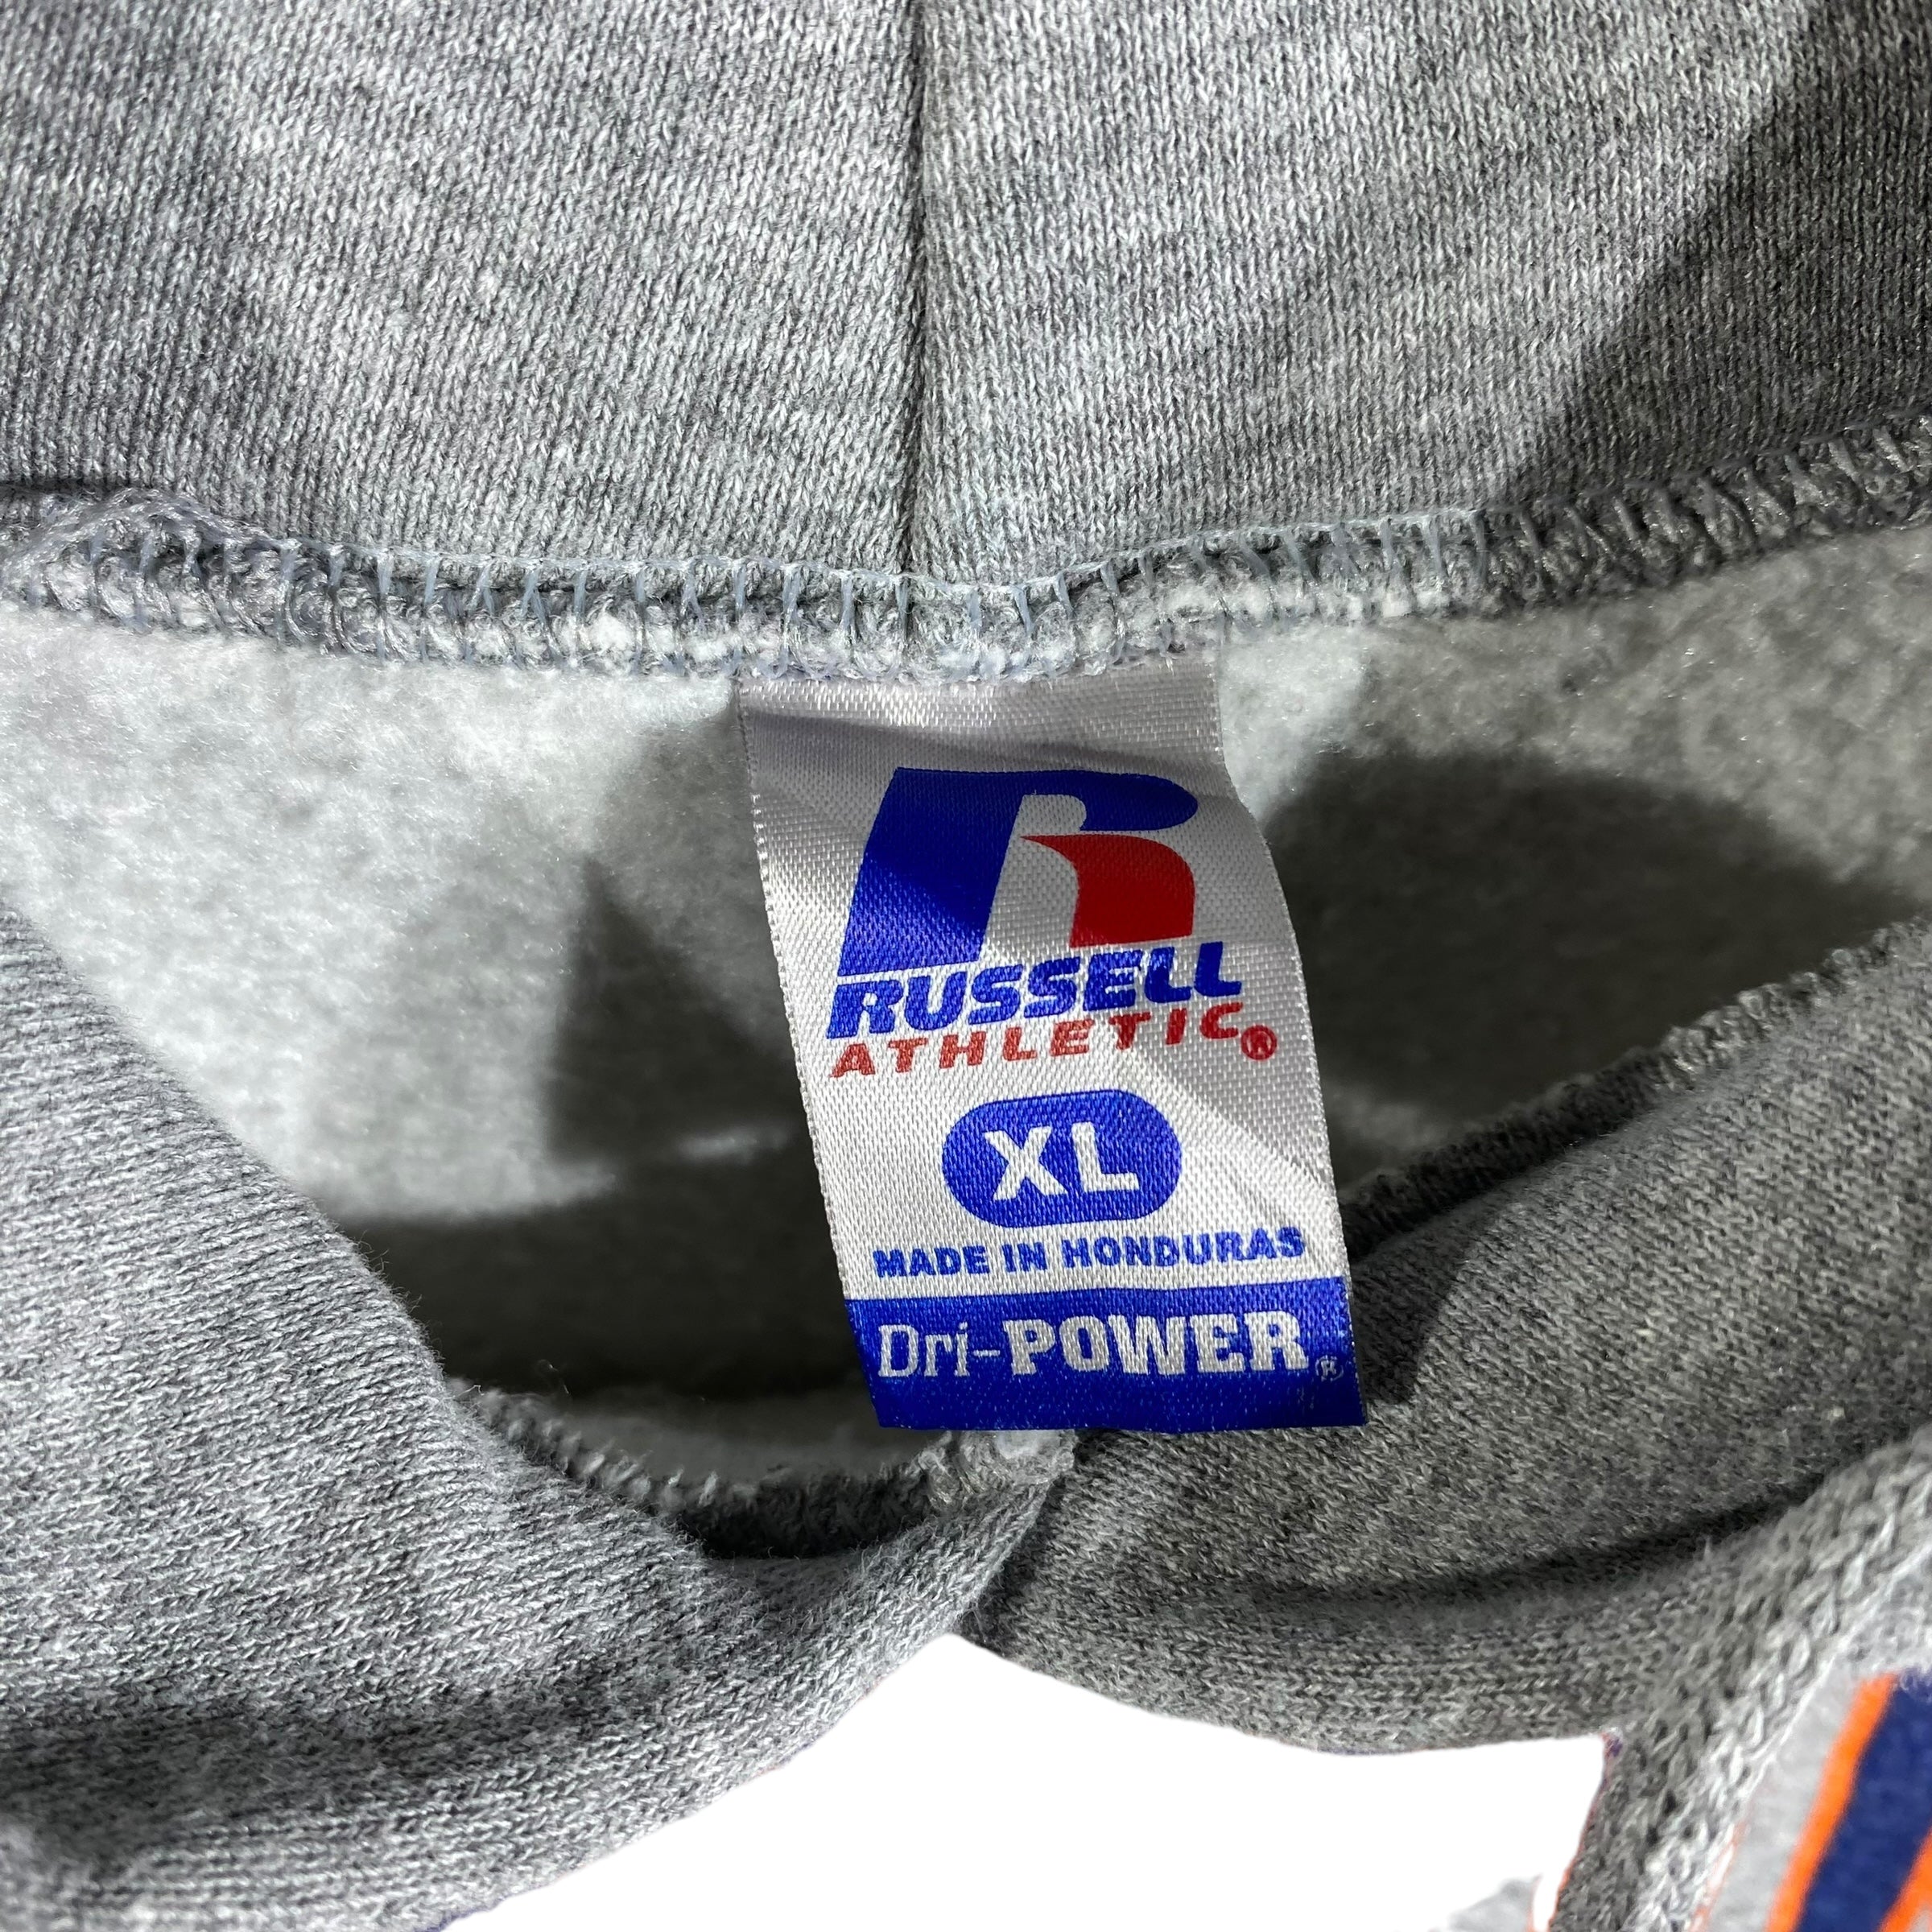 R
RUSSELL
ATHLETIC®
XL
MADE IN HONDURAS
Dri-POWER®